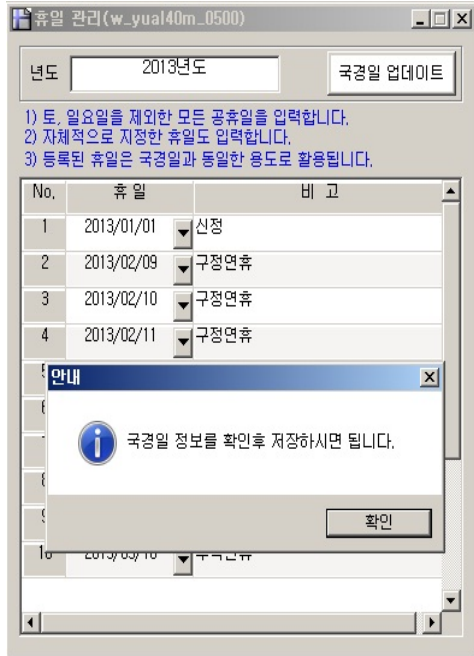 휴일 관리(w_yual40m_0500)
년도 2013년도 국경일 업데이트
1) 토, 일요일을 제외한 모든 공휴일을 입력합니다.
2) 자체적으로 지정한 휴일도 입력합니다.
3) 등록된 휴일은 국경일과 동일한 용도로 활용됩니다.
No. 휴 일 비 고
1 2013/01/01 신정
2 2013/02/09 구정연휴
3 2013/02/10 구정연휴
4 2013/02/11 구정연휴
안내
국경일 정보를 확인후 저장하시면 됩니다.
확인
10